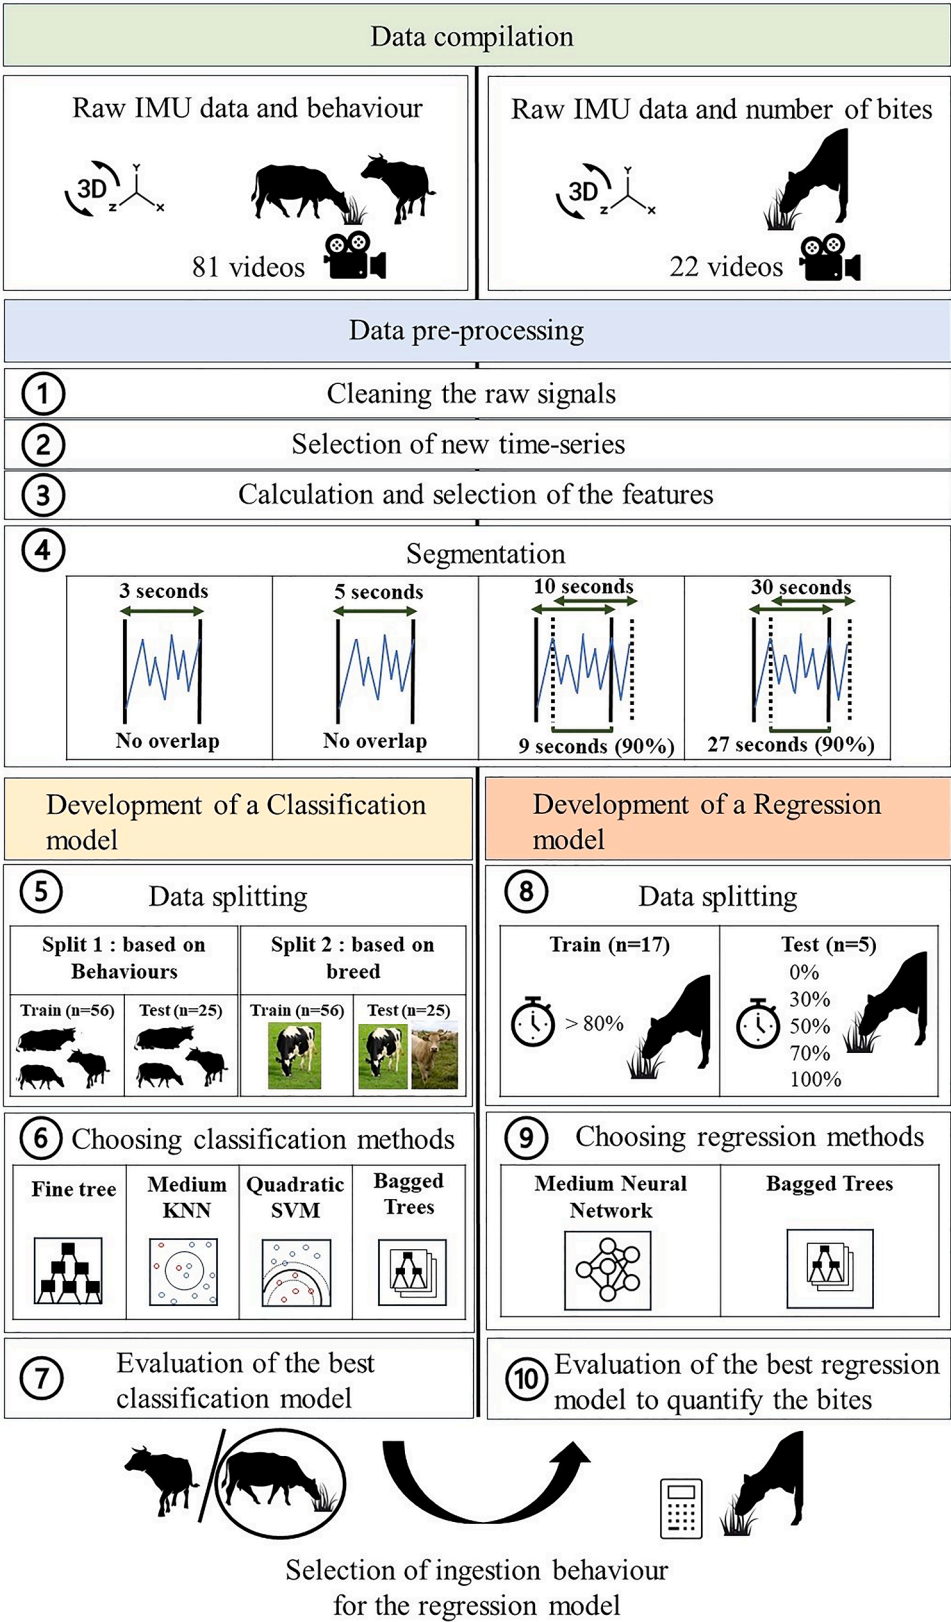 Data compilation
Raw IMU data and behaviour
3D
Y
Z
X
81 videos
Raw IMU data and number of bites
3D
Y
Z
X
22 videos
Data pre-processing
1
Cleaning the raw signals
2
Selection of new time-series
3
Calculation and selection of the features
4
Segmentation
3 seconds
No overlap
5 seconds
No overlap
10 seconds
9 seconds (90%)
30 seconds
27 seconds (90%)
Development of a Classification
model
5
Data splitting
Split 1 : based on
Behaviours
Train (n=56)
Test (n=25)
Split 2 : based on
breed
Train (n=56)
Test (n=25)
6
Choosing classification methods
Fine tree
Medium
KNN
Quadratic
SVM
Bagged
Trees
7
Evaluation of the best
classification model
Development of a Regression
model
8
Data splitting
Train (n=17)
> 80%
Test (n=5)
0%
30%
50%
70%
100%
9
Choosing regression methods
Medium Neural
Network
Bagged Trees
10
Evaluation of the best regression
model to quantify the bites
Selection of ingestion behaviour
for the regression model